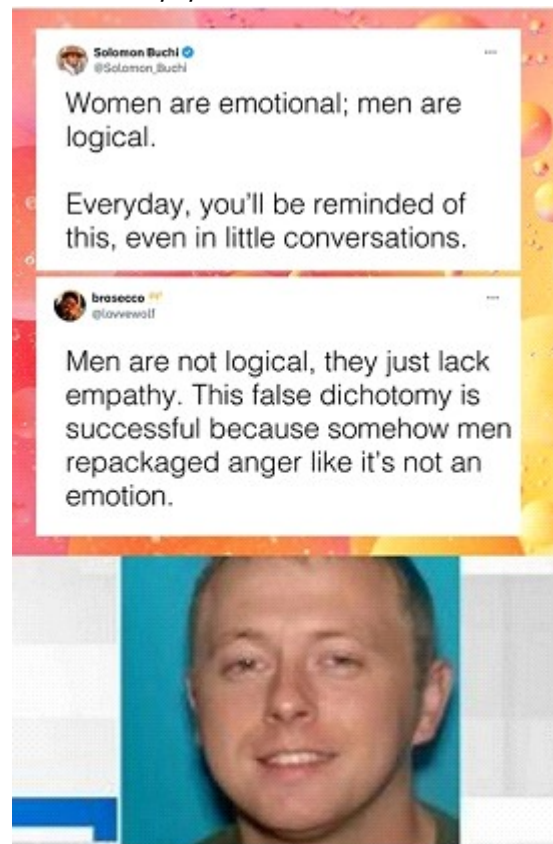 Solomon Buchi
@Solomon_Buchi
Women are emotional; men are
logical.
Everyday, you'll be reminded of
this, even in little conversations.
brosecco
@lovvewolf
Men are not logical, they just lack
empathy. This false dichotomy is
successful because somehow men
repackaged anger like it's not an
emotion.